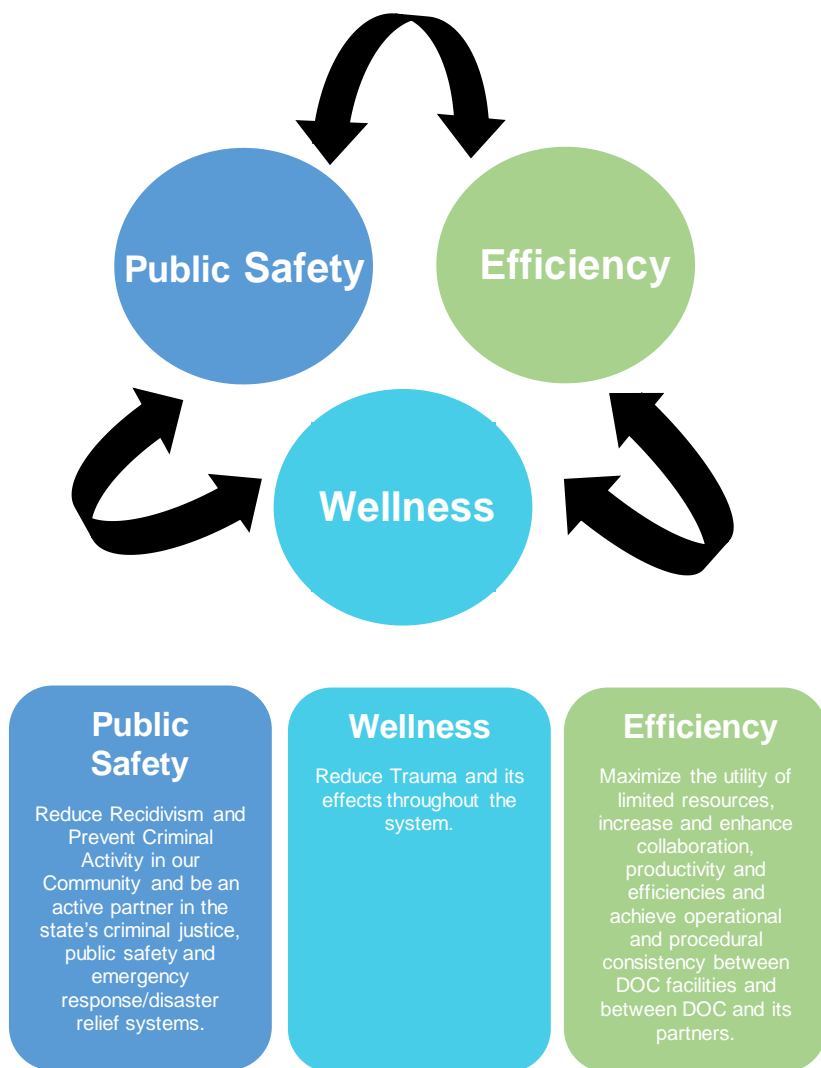 Public Safety
Efficiency
Wellness
Public
Safety
Reduce Recidivism and
Prevent Criminal
Activity in our
Community and be an
active partner in the
state’s criminal justice,
public safety and
emergency
response/disaster
relief systems.
Wellness
Reduce Trauma and its
effects throughout the
system.
Efficiency
Maximize the utility of
limited resources,
increase and enhance
collaboration,
productivity and
efficiencies and
achieve operational
and procedural
consistency between
DOC facilities and
between DOC and its
partners.